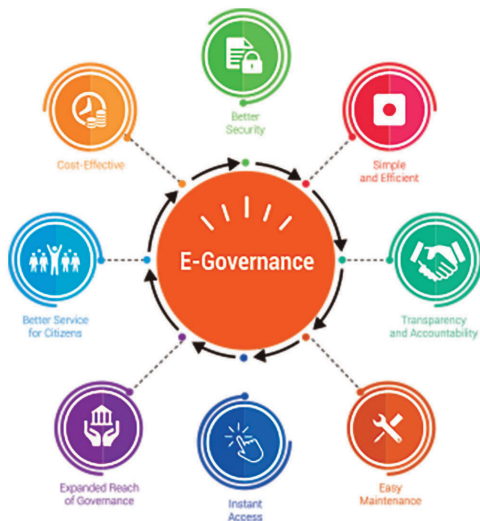 Better
Security
Cost-Effective
Simple
and Efficient
E-Governance
Better Service
for Citizens
Transparency
and Accountability
Expanded Reach
of Governance
Instant
Access
Easy
Maintenance